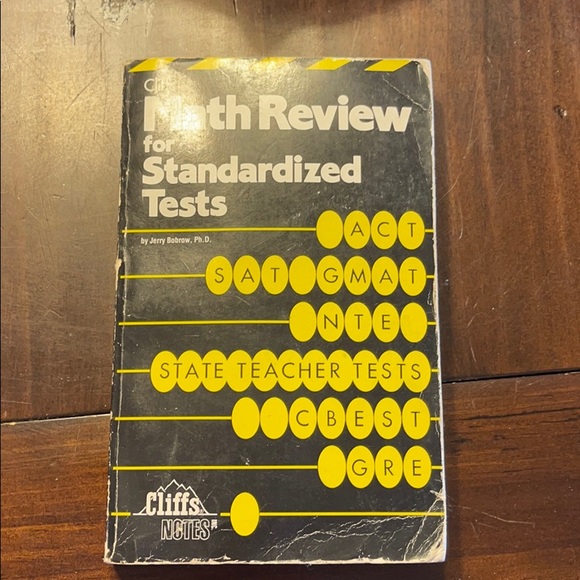 Math Review
for
Standardized
Tests
by Jerry Bobrow, Ph.D.
ACT
SAT GMAT
NTE
STATE TEACHER TESTS
CBEST
GRE
Cliffs
NOTES